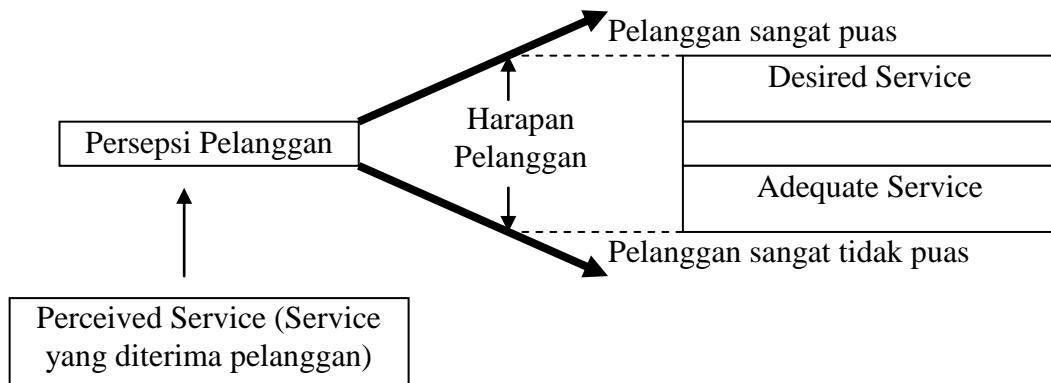 Pelanggan sangat puas
Desired Service
Harapan
Pelanggan
Persepsi Pelanggan
Adequate Service
Pelanggan sangat tidak puas
Perceived Service (Service
yang diterima pelanggan)